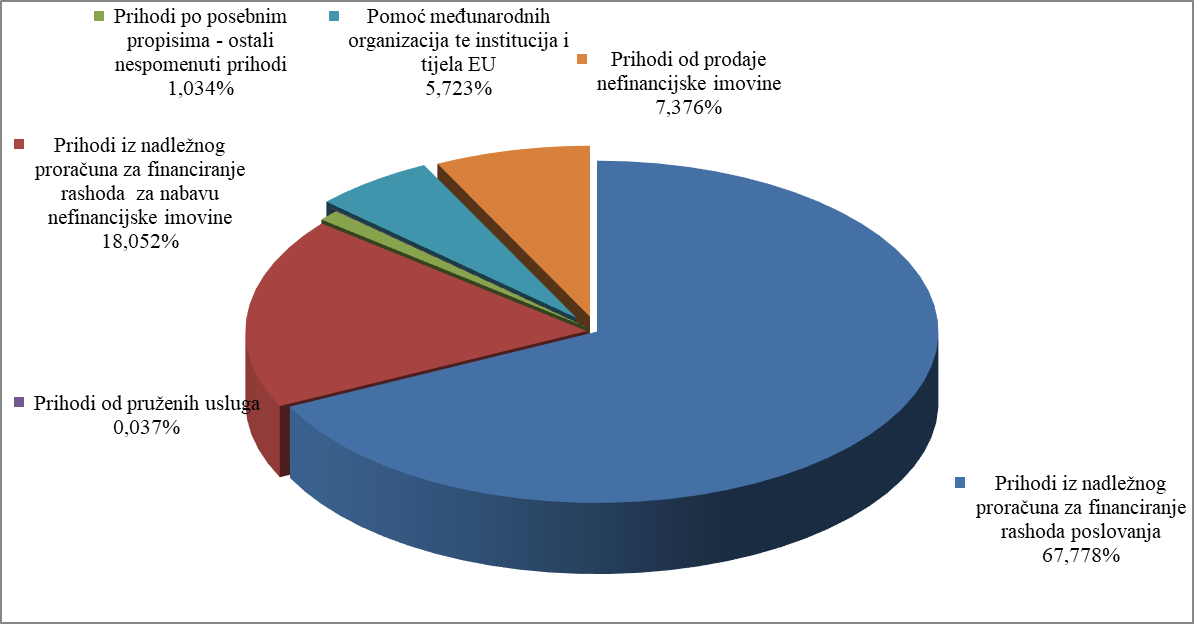 Prihodi po posebnim
propisima - ostali
nespomenuti prihodi
1,034%
Pomoć međunarodnih
organizacija te institucija i
tijela EU
5,723%
Prihodi od prodaje
nefinancijske imovine
7,376%
Prihodi iz nadležnog
proračuna za financiranje
rashoda za nabavu
nefinancijske imovine
18,052%
Prihodi od pruženih usluga
0,037%
Prihodi iz nadležnog
proračuna za financiranje
rashoda poslovanja
67,778%